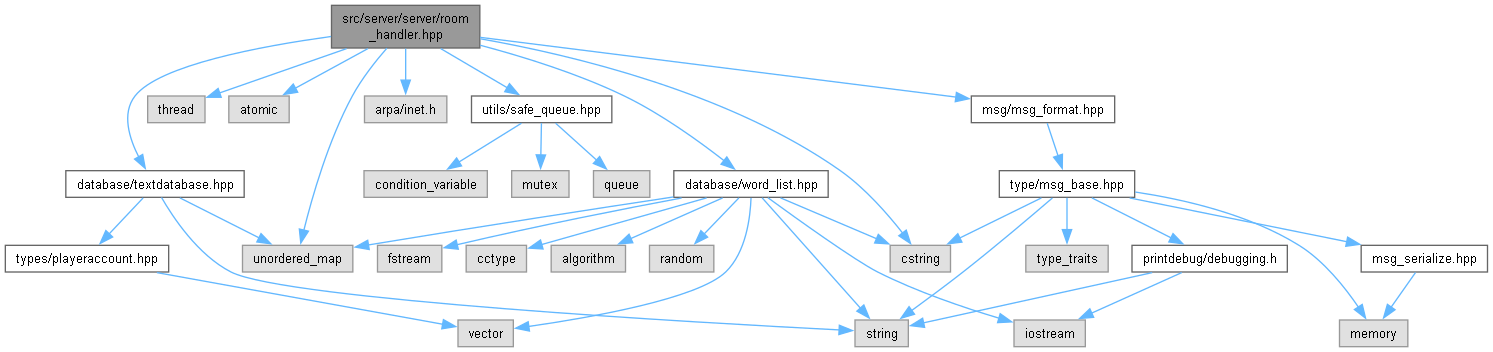 src/server/server/room
_handler.hpp
thread
atomic
arpa/inet.h
utils/safe_queue.hpp
msg/msg_format.hpp
database/textdatabase.hpp
condition_variable
mutex
queue
database/word_list.hpp
type/msg_base.hpp
types/playeraccount.hpp
unordered_map
fstream
cctype
algorithm
random
cstring
type_traits
printdebug/debugging.h
msg_serialize.hpp
vector
string
iostream
memory